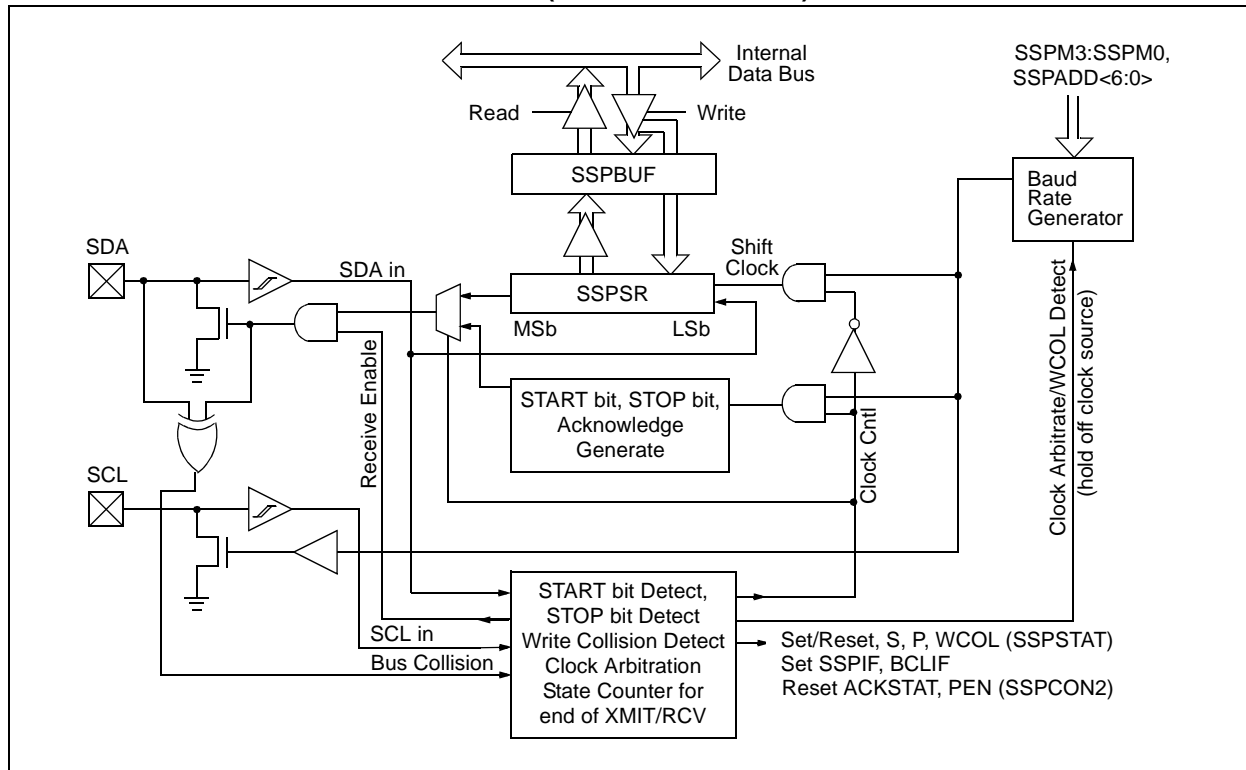 Internal
Data Bus
SSPM3:SSPM0,
SSPADD<6:0>
Read
Write
SSPBUF
Baud
Rate
Generator
SDA
SDA in
Shift
Clock
SSPSR
MSb
LSb
Receive Enable
START bit, STOP bit,
Acknowledge
Generate
Clock Cntl
Clock Arbitrate/WCOL Detect
(hold off clock source)
SCL
START bit Detect,
STOP bit Detect
Write Collision Detect
Clock Arbitration
State Counter for
end of XMIT/RCV
SCL in
Bus Collision
Set/Reset, S, P, WCOL (SSPSTAT)
Set SSPIF, BCLIF
Reset ACKSTAT, PEN (SSPCON2)